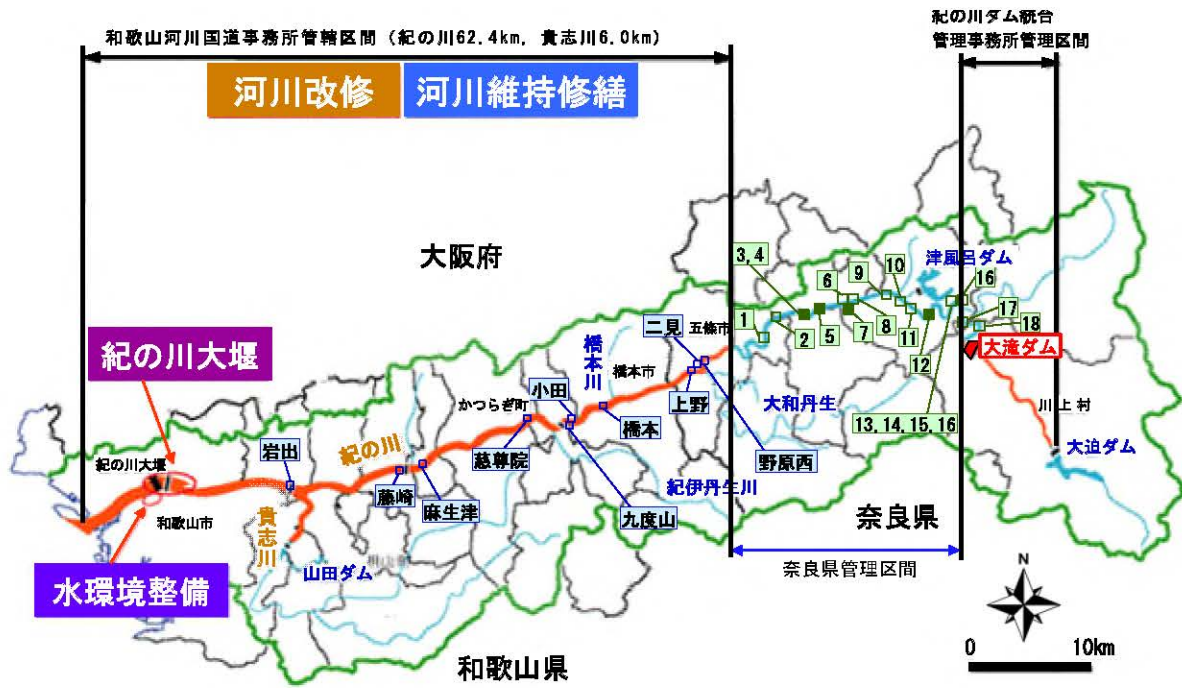 紀の川ダム統合
管理事務所管理区間
和歌山河川国道事務所管轄区間（紀の川62.4km, 貴志川6.0km）
河川改修
河川維持修繕
大阪府
津風呂ダム
3,4
6
9
10
16
1
2
5
7
8
11
12
17
18
13,14,15,16
大滝ダム
川上村
大迫ダム
二見
五條市
橋本川
橋本市
上野
大和丹生
野原西
小田
かつらぎ町
橋本
慈尊院
九度山
紀伊丹生川
紀の川大堰
紀の川大堰
岩出
紀の川
藤崎
麻生津
和歌山市
貴志川
山田ダム
水環境整備
奈良県
奈良県管理区間
和歌山県
N
0 10km